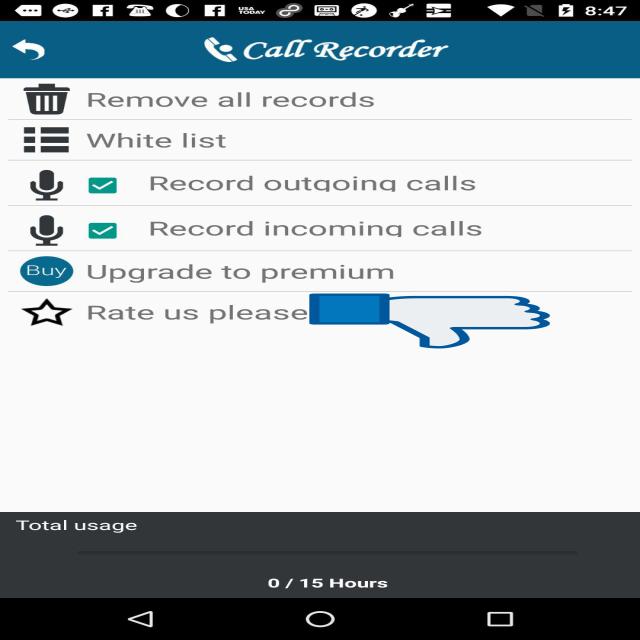 USA TODAY
8:47
Call Recorder
Remove all records
White list
Record outgoing calls
Record incoming calls
Buy Upgrade to premium
Rate us please
Total usage
0 / 15 Hours